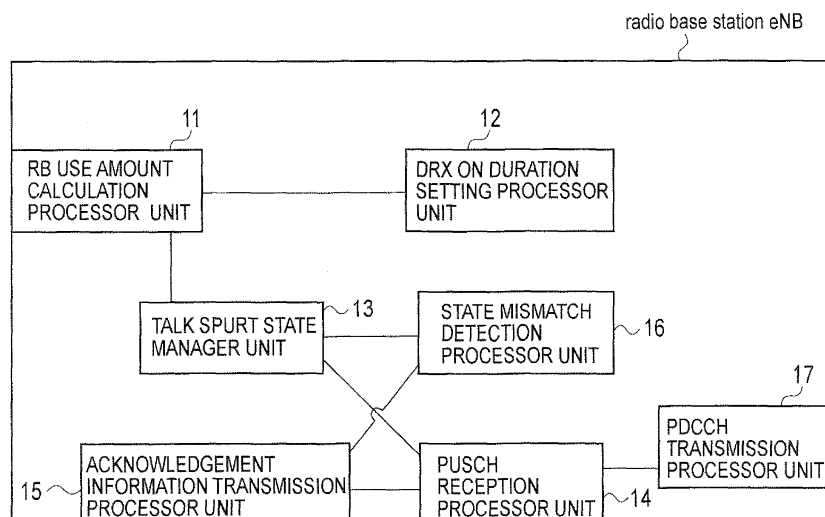 radio base station eNB
11
RB USE AMOUNT
CALCULATION
PROCESSOR UNIT
12
DRX ON DURATION
SETTING PROCESSOR
UNIT
13
TALK SPURT STATE
MANAGER UNIT
STATE MISMATCH
DETECTION
PROCESSOR UNIT
16
17
PDCCH
TRANSMISSION
PROCESSOR UNIT
15
ACKNOWLEDGEMENT
INFORMATION TRANSMISSION
PROCESSOR UNIT
PUSCH
RECEPTION
PROCESSOR UNIT
14